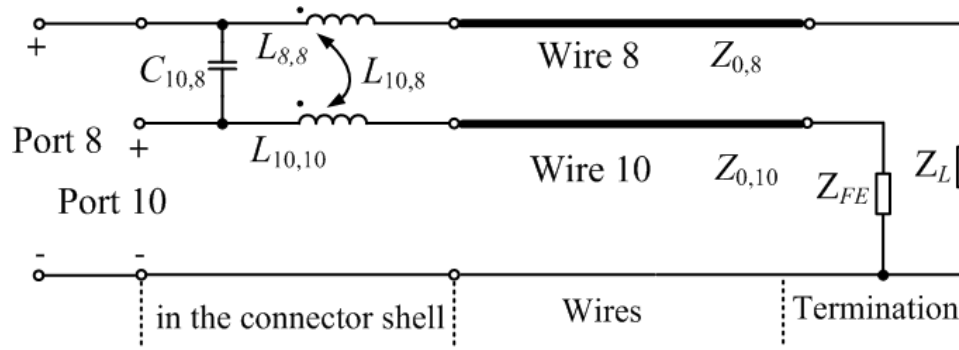 +
C10,8
L8,8
L10,8
Wire 8
Z0,8
Port 8
+
L10,10
Wire 10
Z0,10
ZFE
ZL
Port 10
-
-
in the connector shell
Wires
Termination